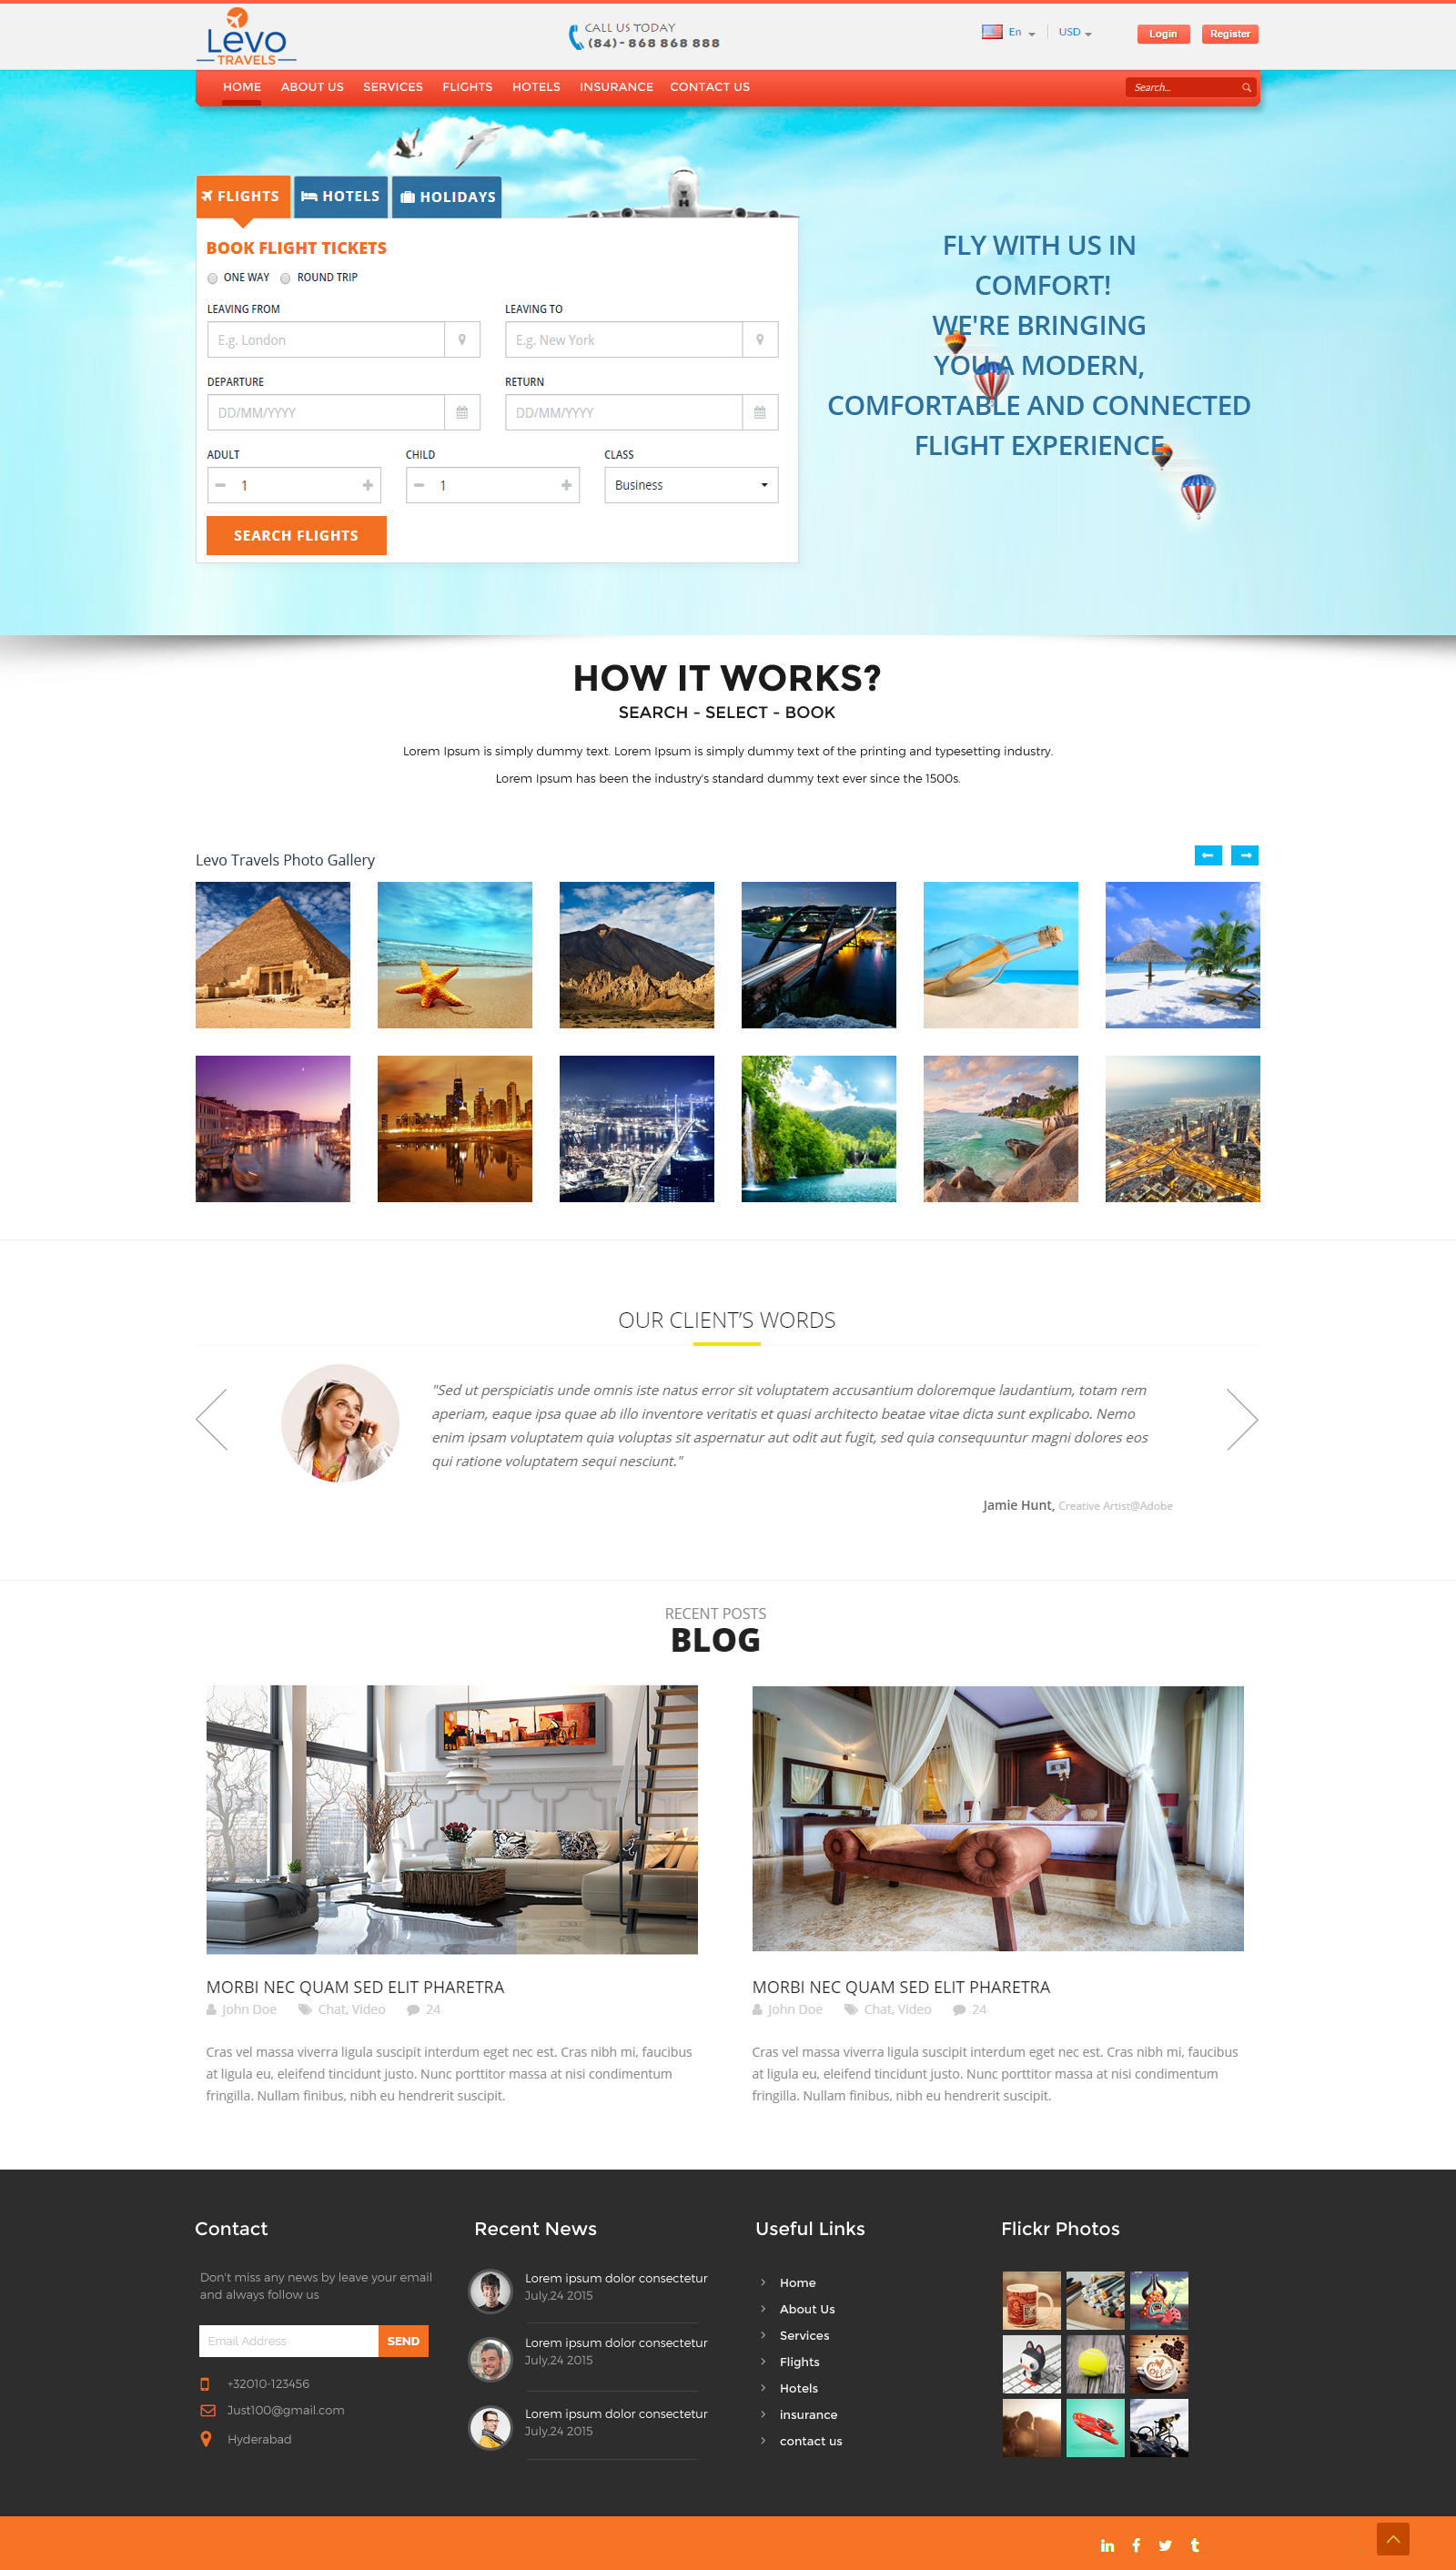 Levo
TRAVELS
CALL US TODAY
(84)- 868 868 888
En
USD
Login
Register
HOME
ABOUT US
SERVICES
FLIGHTS
HOTELS
INSURANCE
CONTACT US
Search...
FLIGHTS
HOTELS
HOLIDAYS
BOOK FLIGHT TICKETS
ONE WAY
ROUND TRIP
LEAVING FROM
LEAVING TO
E.g. London
E.g. New York
DEPARTURE
RETURN
DD/MM/YYYY
DD/MM/YYYY
ADULT
CHILD
CLASS
1
1
Business
SEARCH FLIGHTS
FLY WITH US IN
COMFORT!
WE'RE BRINGING
YOU A MODERN,
COMFORTABLE AND CONNECTED
FLIGHT EXPERIENCE
HOW IT WORKS?
SEARCH - SELECT - BOOK
Lorem Ipsum is simply dummy text. Lorem Ipsum is simply dummy text of the printing and typesetting industry.
Lorem Ipsum has been the industry's standard dummy text ever since the 1500s.
Levo Travels Photo Gallery
OUR CLIENT'S WORDS
"Sed ut perspiciatis unde omnis iste natus error sit voluptatem accusantium doloremque laudantium, totam rem
aperiam, eaque ipsa quae ab illo inventore veritatis et quasi architecto beatae vitae dicta sunt explicabo. Nemo
enim ipsam voluptatem quia voluptas sit aspernatur aut odit aut fugit, sed quia consequuntur magni dolores eos
qui ratione voluptatem sequi nesciunt."
Jamie Hunt, Creative Artist@Adobe
RECENT POSTS
BLOG
MORBI NEC QUAM SED ELIT PHARETRA
John Doe
Chat, Video
24
Cras vel massa viverra ligula suscipit interdum eget nec est. Cras nibh mi, faucibus
at ligula eu, eleifend tincidunt justo. Nunc porttitor massa at nisi condimentum
fringilla. Nullam finibus, nibh eu hendrerit suscipit.
MORBI NEC QUAM SED ELIT PHARETRA
John Doe
Chat, Video
24
Cras vel massa viverra ligula suscipit interdum eget nec est. Cras nibh mi, faucibus
at ligula eu, eleifend tincidunt justo. Nunc porttitor massa at nisi condimentum
fringilla. Nullam finibus, nibh eu hendrerit suscipit.
Contact
Don't miss any news by leave your email
and always follow us
Email Address
SEND
+32010-123456
Just100@gmail.com
Hyderabad
Recent News
Lorem ipsum dolor consectetur
July,24 2015
Lorem ipsum dolor consectetur
July,24 2015
Lorem ipsum dolor consectetur
July,24 2015
Useful Links
Home
About Us
Services
Flights
Hotels
insurance
contact us
Flickr Photos